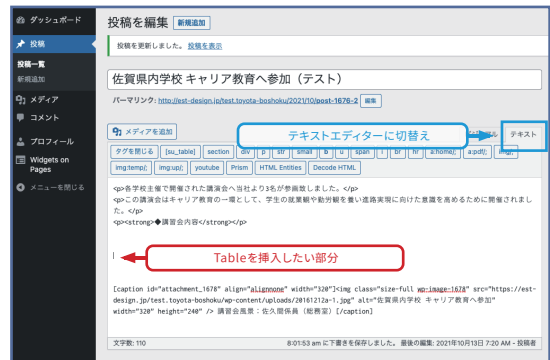 ダッシュボード
投稿
投稿一覧
新規追加
メディア
コメント
プロフィール
Widgets on
Pages
メニューを閉じる
投稿を編集 新規追加
投稿を更新しました。 投稿を表示
佐賀県内学校 キャリア教育へ参加（テスト）
パーマリンク: http://est-design.jp/test.toyota-boshoku/2021/10/post-1676-2 編集
メディアを追加
テキストエディターに切替え
テキスト
タグを閉じる [su_table] section div p str small b u span i br hr a:home/; a:pdf/; img;
img:temp/; img:up/; youtube Prism HTML Entities Decode HTML
<p>各学校主催で開催された講演会へ当社より3名が参画致しました。</p>
<p>この講演会はキャリア教育の一環として、学生の就業観や勤労観を養い進路実現に向けた意識を高めるために開催されまし
た。</p>
<p><strong>◆講習会内容</strong></p>
Tableを挿入したい部分
[caption id="attachment_1678" align="alignnone" width="320"]<img class="size-full wp-image-1678" src="https://est-
design.jp/test.toyota-boshoku/wp-content/uploads/20161212a-1.jpg" alt="佐賀県内学校 キャリア教育へ参加"
width="320" height="240" /> 講習会風景：佐久間係員（総務室）[/caption]
文字数: 110
8:01:53 am に下書きを保存しました。 最後の編集: 2021年10月13日 7:20 AM - 投稿者